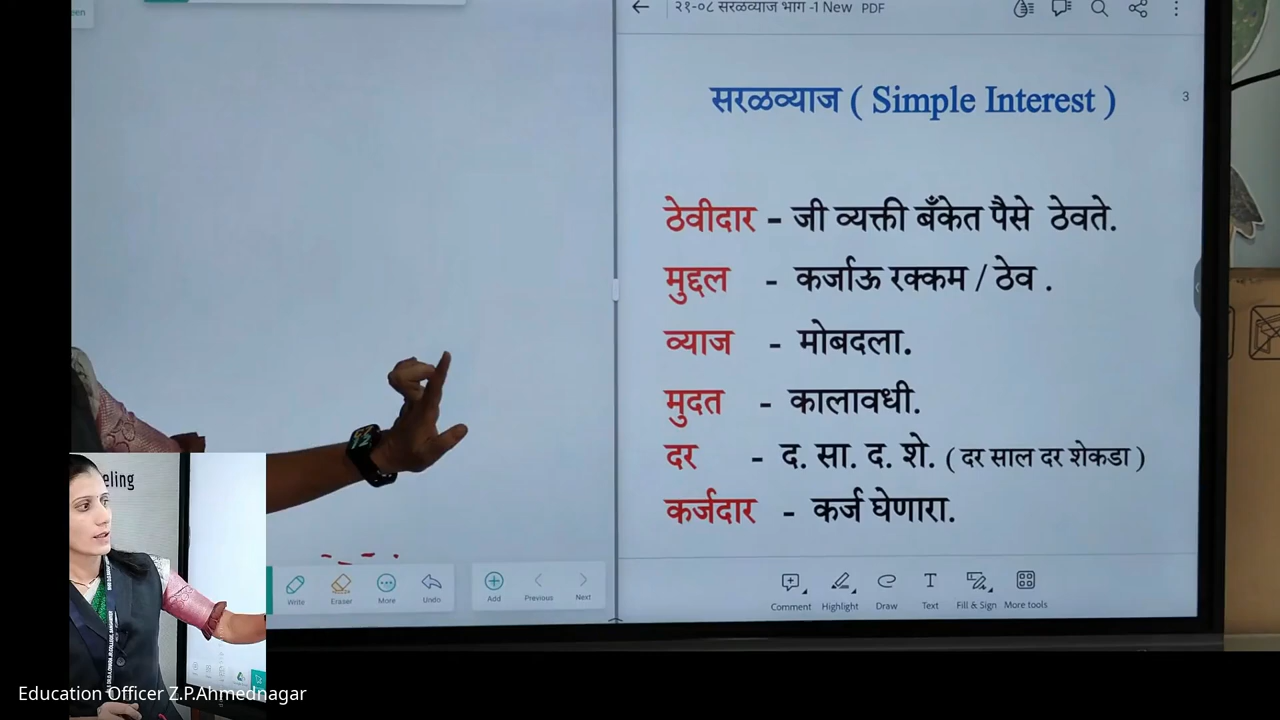 een
२१-०८ सरळव्याज भाग -1 New PDF
सरळव्याज ( Simple Interest )
3
ठेवीदार - जी व्यक्ती बँकेत पैसे ठेवते.
मुद्दल - कर्जाऊ रक्कम / ठेव .
व्याज - मोबदला.
मुदत - कालावधी.
दर - द. सा. द. शे. ( दर साल दर शेकडा )
कर्जदार - कर्ज घेणारा.
Write Eraser More Undo Add Previous Next
Comment Highlight Draw Text Fill & Sign More tools
eling
Education Officer Z.P.Ahmednagar